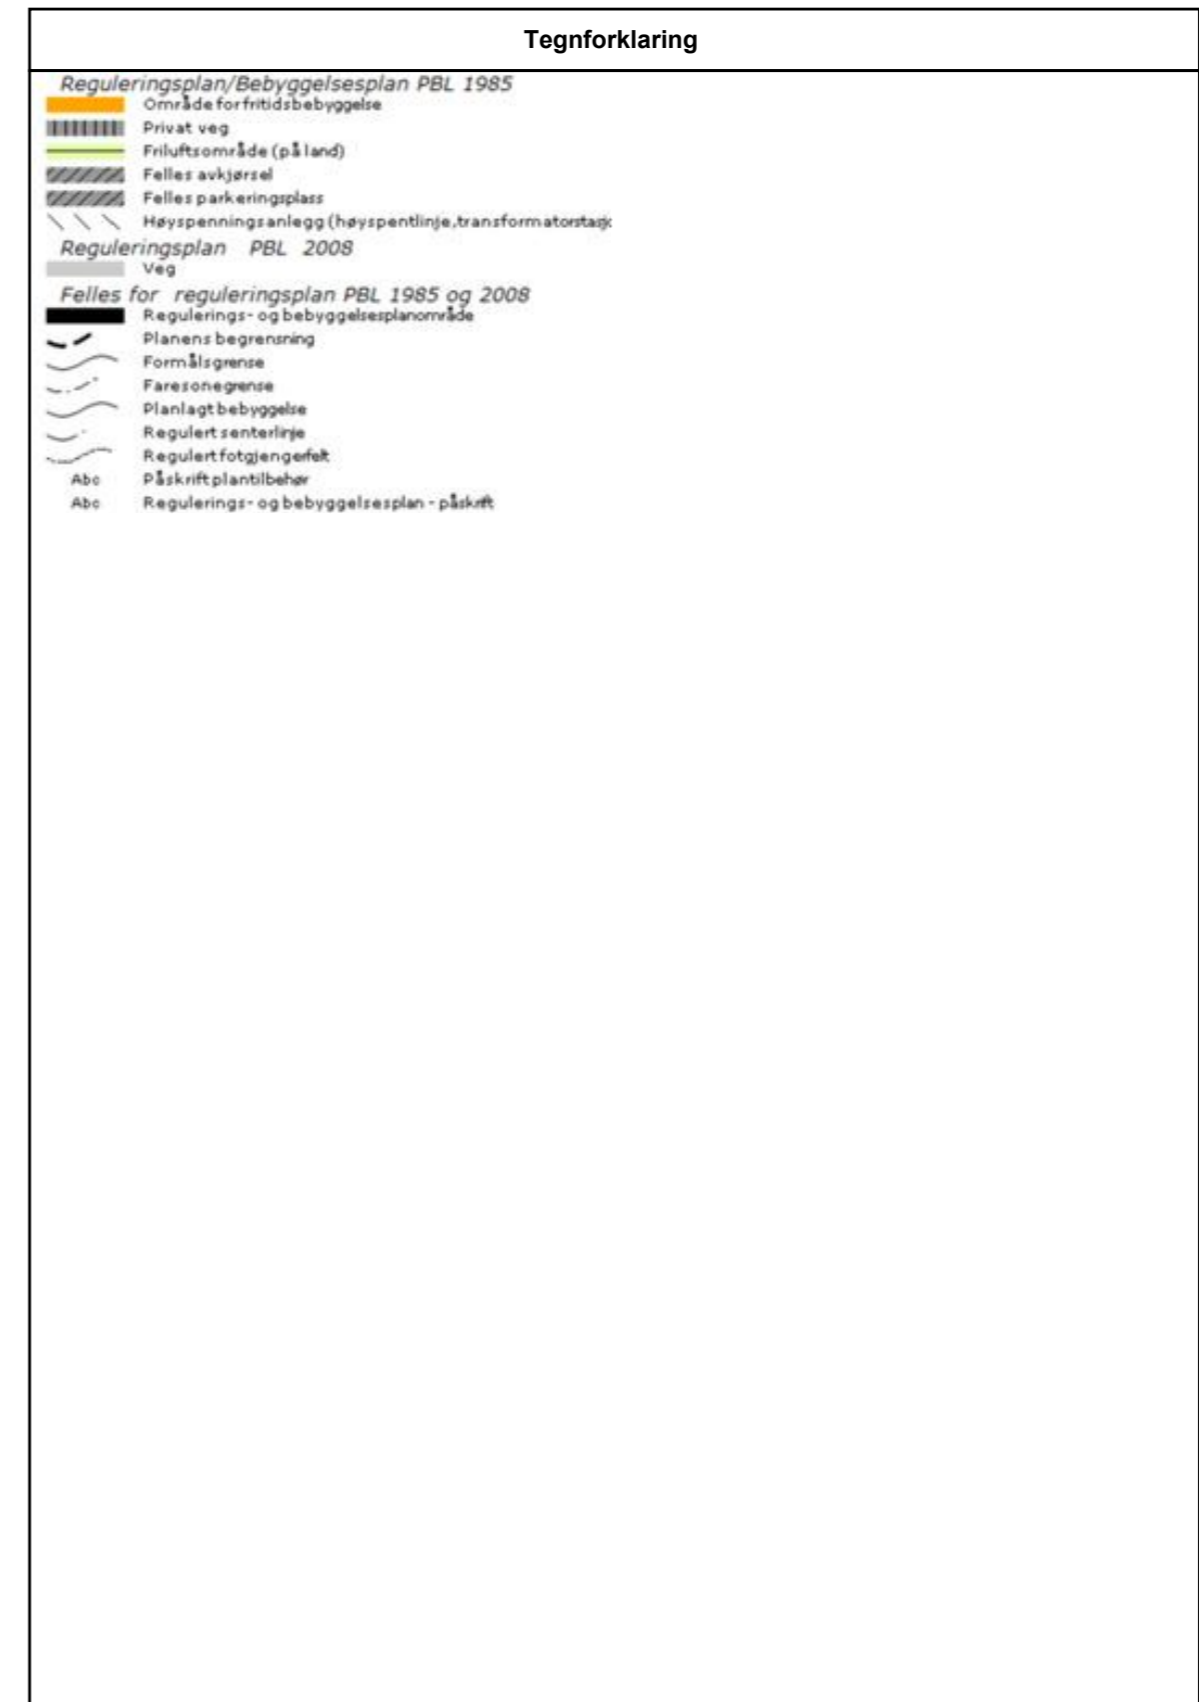 Tegnforklaring
Reguleringsplan/Bebyggelsesplan PBL 1985
Område for fritidsbebyggelse
Privat veg
Friluftsområde (på land)
Felles avkjørsel
Felles parkeringsplass
Høyspenningsanlegg (høyspentlinje, transformatorstasjc
Reguleringsplan PBL 2008
Veg
Felles for reguleringsplan PBL 1985 og 2008
Regulerings- og bebyggelsesplanområde
Planens begrensning
Formålsgrense
Faresonegrense
Planlagt bebyggelse
Regulert senterlinje
Regulert fotgjengerfelt
Abc Påskrift plantilbehør
Abc Regulerings- og bebyggelsesplan - påskrift